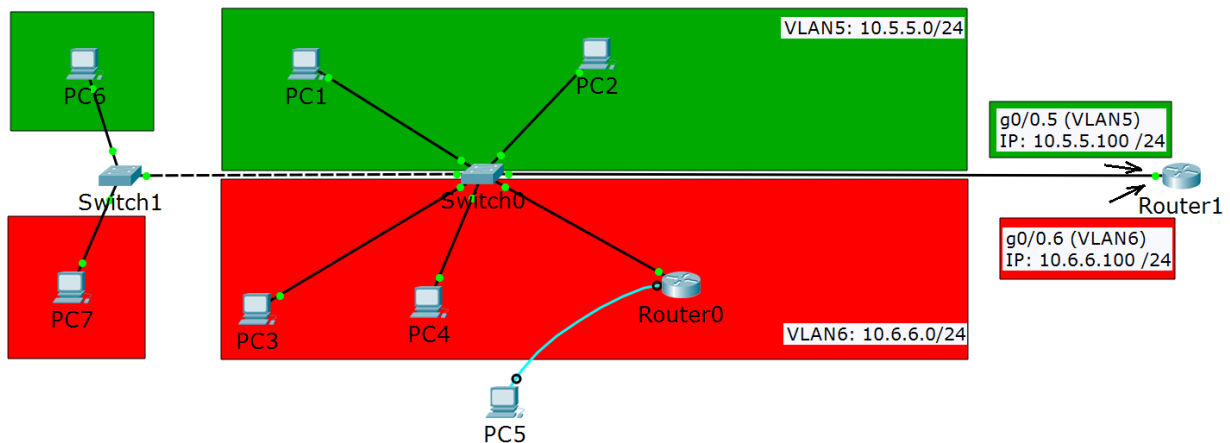 VLAN5: 10.5.5.0/24
PC6
PC1
PC2
g0/0.5 (VLAN5)
IP: 10.5.5.100 /24
Switch1
Switch0
Router1
g0/0.6 (VLAN6)
IP: 10.6.6.100 /24
PC7
PC3
PC4
Router0
VLAN6: 10.6.6.0/24
PC5